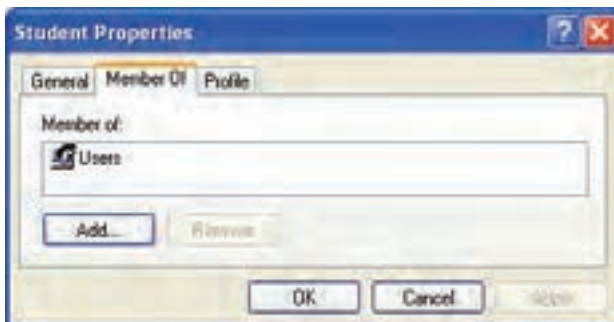 Student Properties
General Member Of Profile
Member of:
Users
Add... Remove
OK Cancel Apply